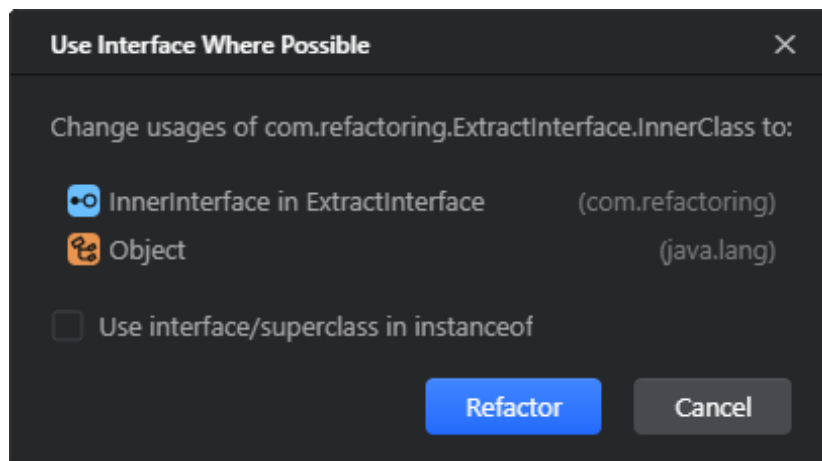 Use Interface Where Possible
Change usages of com.refactoring.ExtractInterface.InnerClass to:
InnerInterface in ExtractInterface (com.refactoring)
Object (java.lang)
Use interface/superclass in instanceof
Refactor Cancel